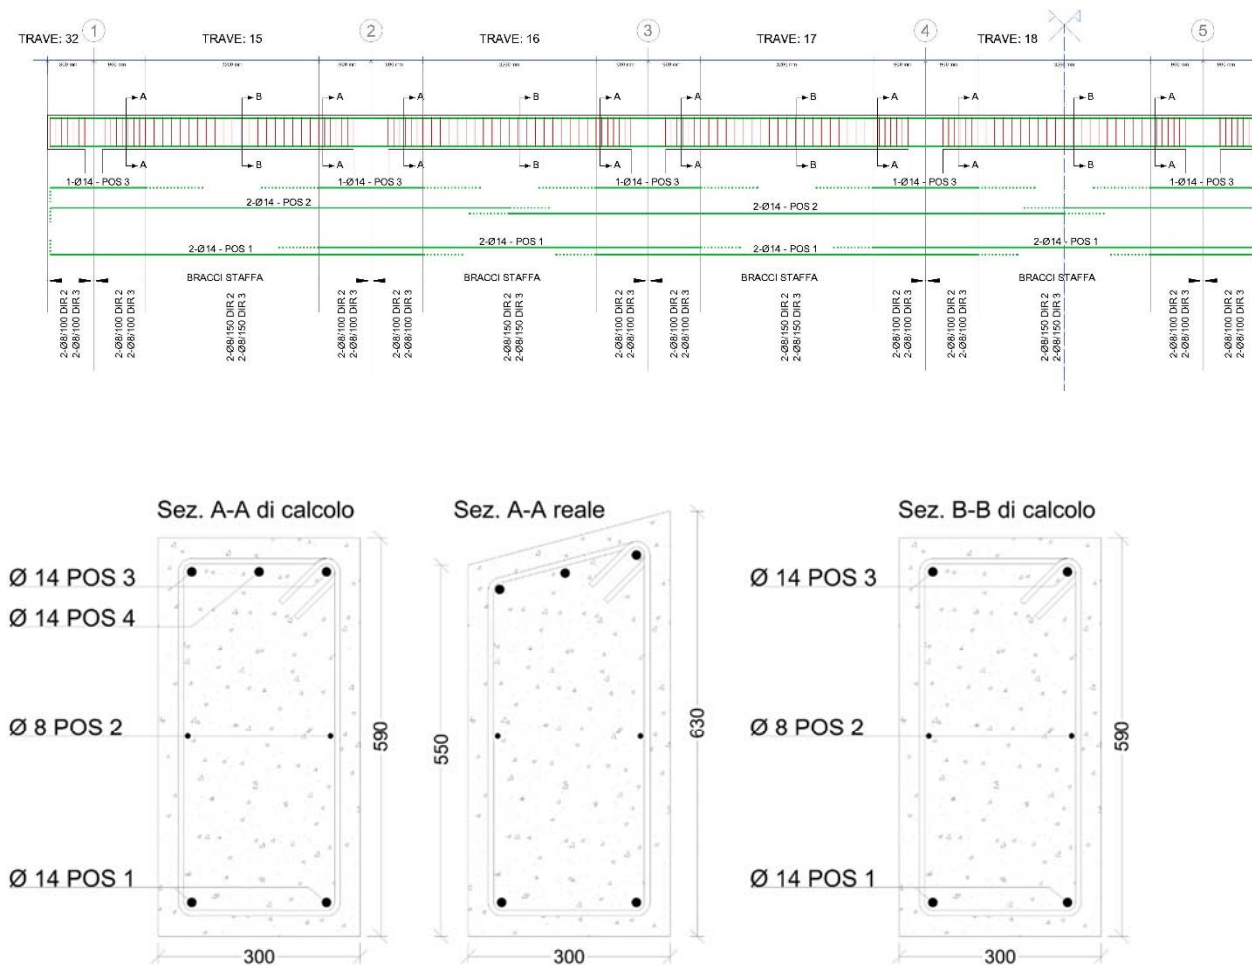 1 2 3 4 5
TRAVE: 32 TRAVE: 15 TRAVE: 16 TRAVE: 17 TRAVE: 18
A B A A B A A B A A B A
A B A A B A A B A A B A
1-Ø14 - POS 3 1-Ø14 - POS 3 1-Ø14 - POS 3 1-Ø14 - POS 3 1-Ø14 - POS 3
2-Ø14 - POS 2 2-Ø14 - POS 2
2-Ø14 - POS 1 2-Ø14 - POS 1 2-Ø14 - POS 1 2-Ø14 - POS 1
BRACCI STAFFA BRACCI STAFFA BRACCI STAFFA BRACCI STAFFA
2-Ø8/100 DIR.2
2-Ø8/100 DIR 3
2-Ø8/100 DIR 2
2-Ø8/100 DIR 3
2-Ø8/150 DIR 2
2-Ø8/150 DIR 3
2-Ø8/100 DIR 2
2-Ø8/100 DIR 3
2-Ø8/100 DIR 2
2-Ø8/100 DIR 3
2-Ø8/150 DIR 2
2-Ø8/150 DIR 3
2-Ø8/100 DIR 2
2-Ø8/100 DIR 3
2-Ø8/100 DIR 2
2-Ø8/100 DIR 3
2-Ø8/150 DIR 2
2-Ø8/150 DIR 3
2-Ø8/100 DIR 2
2-Ø8/100 DIR 3
2-Ø8/100 DIR 2
2-Ø8/100 DIR 3
2-Ø8/150 DIR 2
2-Ø8/150 DIR 3
2-Ø8/100 DIR 2
2-Ø8/100 DIR 3
2-Ø8/100 DIR 2
2-Ø8/100 DIR 3
Sez. A-A di calcolo
Ø 14 POS 3
Ø 14 POS 4
Ø 8 POS 2
Ø 14 POS 1
590
300
Sez. A-A reale
550
630
300
Sez. B-B di calcolo
Ø 14 POS 3
Ø 8 POS 2
Ø 14 POS 1
590
300